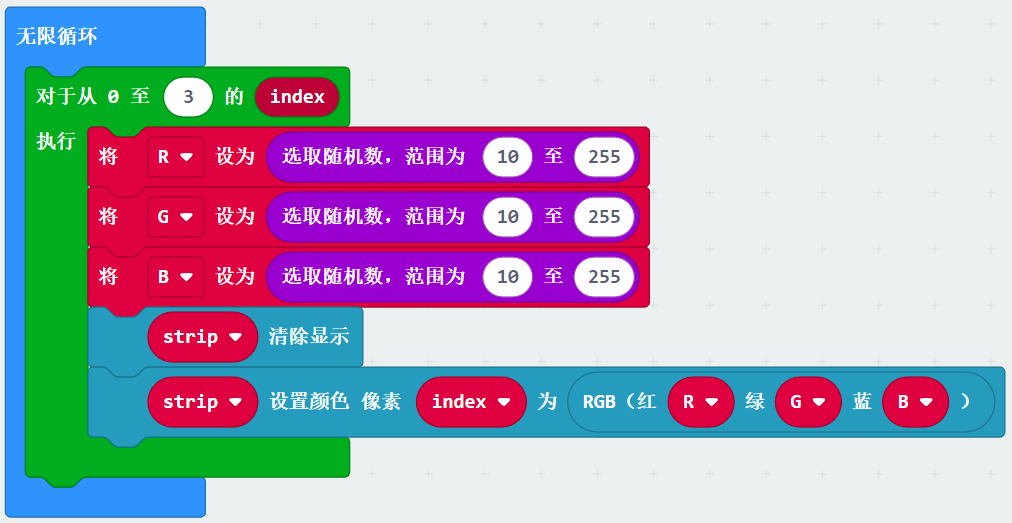 无限循环
对于从 0 至 3 的 index
执行
将 R 设为 选取随机数，范围为 10 至 255
将 G 设为 选取随机数，范围为 10 至 255
将 B 设为 选取随机数，范围为 10 至 255
strip 清除显示
strip 设置颜色 像素 index 为 RGB（红 R 绿 G 蓝 B ）